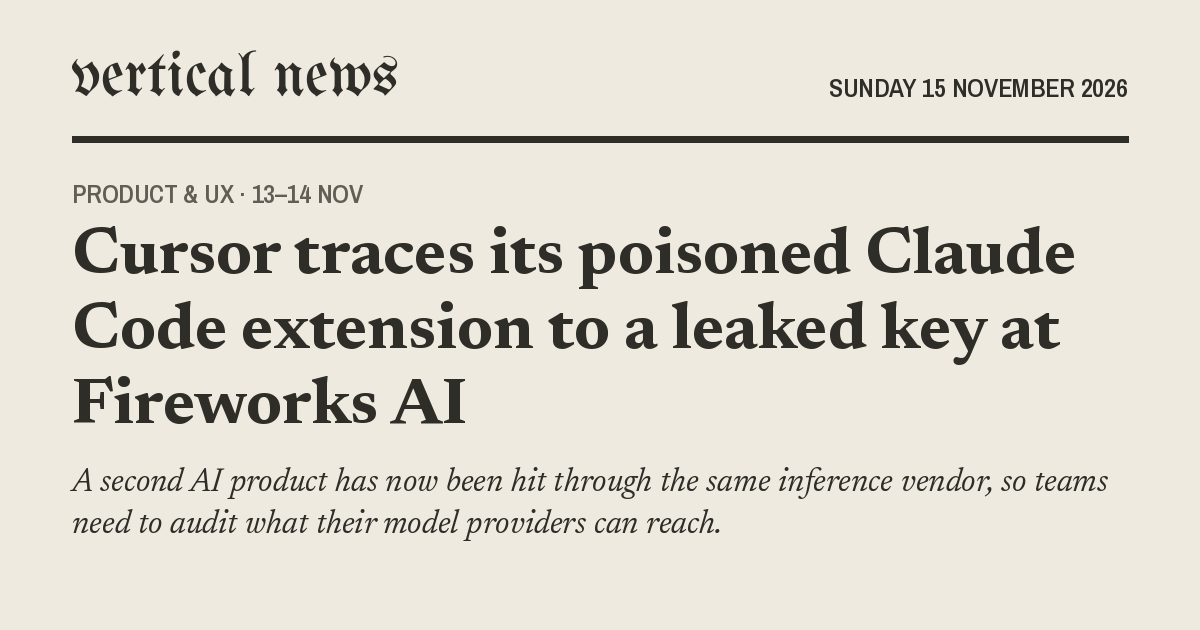 vertical news
SUNDAY 15 NOVEMBER 2026
PRODUCT & UX · 13–14 NOV
Cursor traces its poisoned Claude
Code extension to a leaked key at
Fireworks AI
A second AI product has now been hit through the same inference vendor, so teams
need to audit what their model providers can reach.